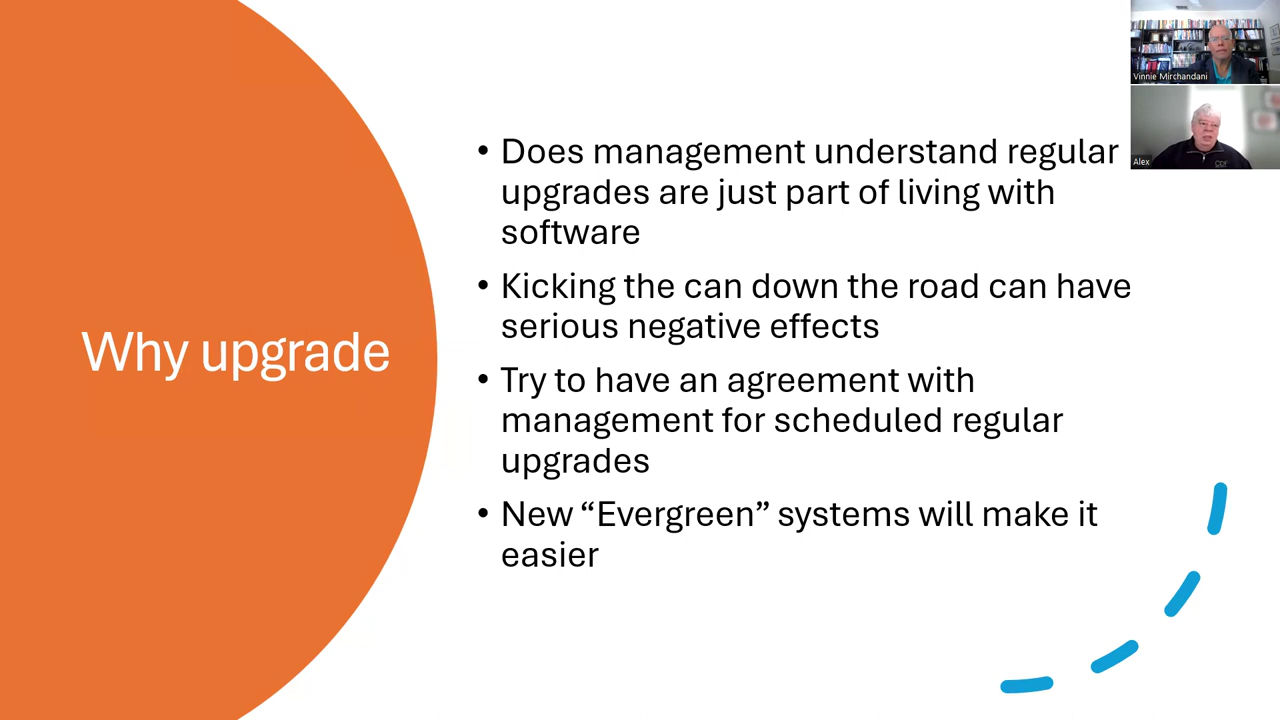 Vinnie Mirchandani
Alex
Why upgrade
• Does management understand regular
upgrades are just part of living with
software
• Kicking the can down the road can have
serious negative effects
• Try to have an agreement with
management for scheduled regular
upgrades
• New “Evergreen” systems will make it
easier